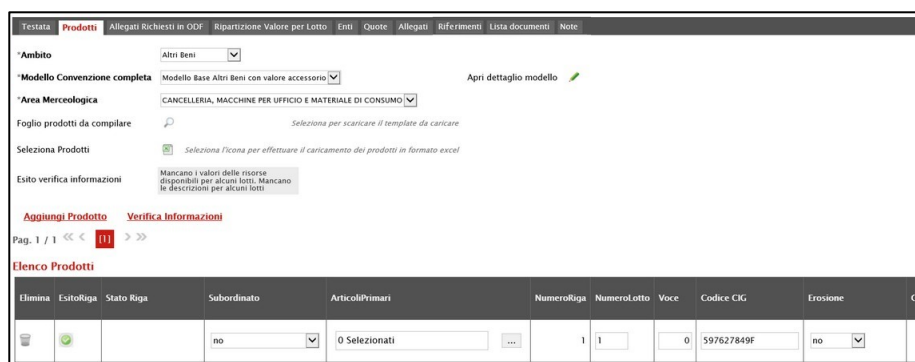 Testata Prodotti Allegati Richiesti in ODF Ripartizione Valore per Lotto Enti Quote Allegati Riferimenti Lista documenti Note
*Ambito Altri Beni
*Modello Convenzione completa Modello Base Altri Beni con valore accessorio Apri dettaglio modello
*Area Merceologica CANCELLERIA, MACCHINE PER UFFICIO E MATERIALE DI CONSUMO
Foglio prodotti da compilare Seleziona per scaricare il template da caricare
Seleziona Prodotti Seleziona l'icona per effettuare il caricamento dei prodotti in formato excel
Esito verifica informazioni Mancano i valori delle risorse
disponibili per alcuni lotti. Mancano
le descrizioni per alcuni lotti
Aggiungi Prodotto Verifica Informazioni
Pag. 1 / 1 << < [1] > >>
Elenco Prodotti
Elimina EsitoRiga Stato Riga Subordinato ArticoliPrimari NumeroRiga NumeroLotto Voce Codice CIG Erosione
no 0 Selezionati ... 1 1 0 597627849F no